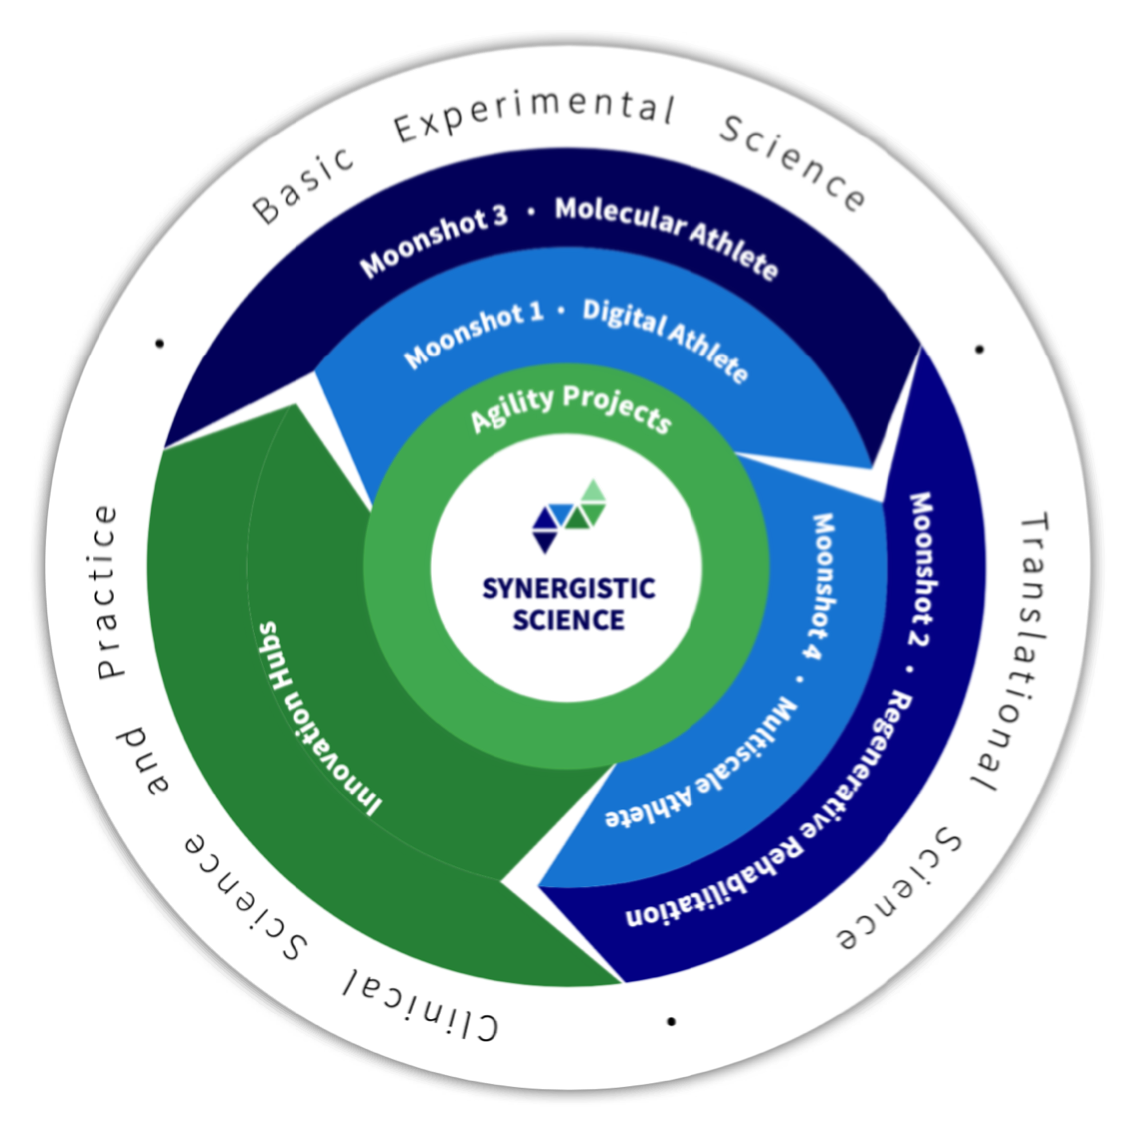 Basic Experimental Science
•
Translational Science
•
Clinical Science and Practice
•
Moonshot 3 • Molecular Athlete
Moonshot 2 • Regenerative Rehabilitation
Moonshot 1 • Digital Athlete
Moonshot 4 • Multiscale Athlete
Innovation Hubs
Agility Projects
SYNERGISTIC
SCIENCE